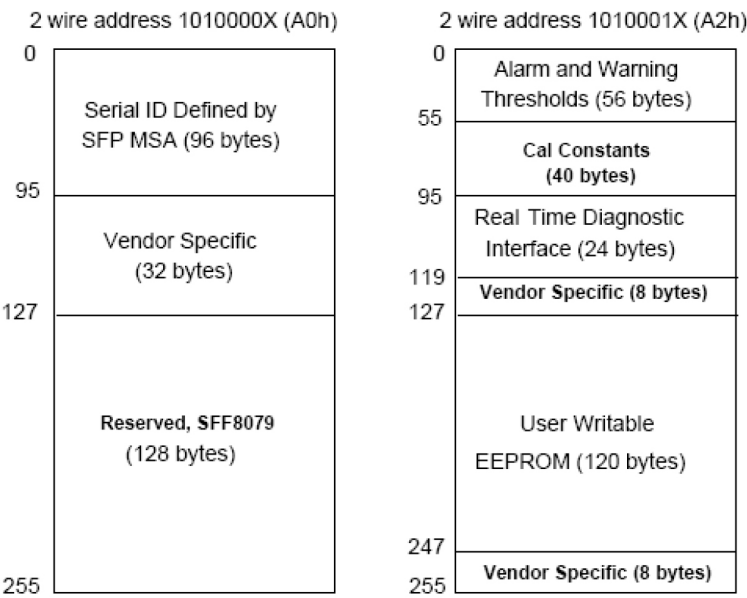 2 wire address 1010000X (A0h)
0
Serial ID Defined by
SFP MSA (96 bytes)
95
Vendor Specific
(32 bytes)
127
Reserved, SFF8079
(128 bytes)
255
2 wire address 1010001X (A2h)
0
Alarm and Warning
Thresholds (56 bytes)
55
Cal Constants
(40 bytes)
95
Real Time Diagnostic
Interface (24 bytes)
119
Vendor Specific (8 bytes)
127
User Writable
EEPROM (120 bytes)
247
Vendor Specific (8 bytes)
255